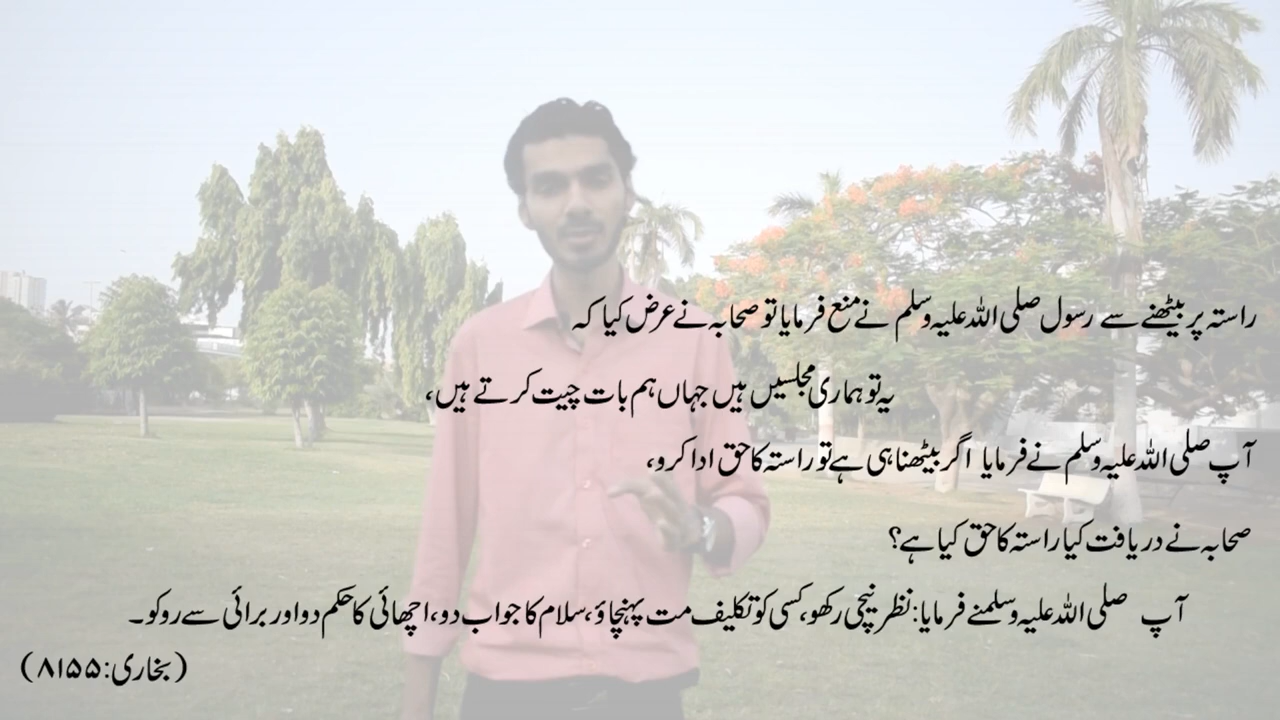 راستہ پر بیٹھنے سے رسول صلی اللہ علیہ وسلم نے منع فرمایا تو صحابہ نے عرض کیا کہ
یہ تو ہماری مجلسیں ہیں جہاں ہم بات چیت کرتے ہیں،
آپ صلی اللہ علیہ وسلم نے فرمایا اگر بیٹھنا ہی ہے تو راستہ کا حق ادا کرو،
صحابہ نے دریافت کیا راستہ کا حق کیا ہے؟
آپ صلی اللہ علیہ وسلمنے فرمایا: نظر نیچی رکھو، کسی کو تکلیف مت پہنچاؤ، سلام کا جواب دو، اچھائی کا حکم دو اور برائی سے روکو۔
(بخاری: ۸۱۵۵)